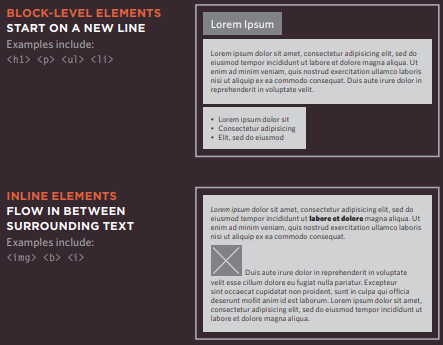 BLOCK-LEVEL ELEMENTS
START ON A NEW LINE
Examples include:
<h1> <p> <ul> <li>
Lorem Ipsum
Lorem ipsum dolor sit amet, consectetur adipisicing elit, sed do
eiusmod tempor incididunt ut labore et dolore magna aliqua. Ut
enim ad minim veniam, quis nostrud exercitation ullamco laboris
nisi ut aliquip ex ea commodo consequat. Duis aute irure dolor in
reprehenderit in voluptate velit.
• Lorem ipsum dolor sit
• Consectetur adipisicing
• Elit, sed do eiusmod
INLINE ELEMENTS
FLOW IN BETWEEN
SURROUNDING TEXT
Examples include:
<img> <b> <i>
Lorem ipsum dolor sit amet, consectetur adipisicing elit, sed do
eiusmod tempor incididunt ut labore et dolore magna aliqua. Ut
enim ad minim veniam, quis nostrud exercitation ullamco laboris
nisi ut aliquip ex ea commodo consequat.
Duis aute irure dolor in reprehenderit in voluptate
velit esse cillum dolore eu fugiat nulla pariatur. Excepteur
sint occaecat cupidatat non proident, sunt in culpa qui officia
deserunt mollit anim id est laborum. Lorem ipsum dolor sit amet,
consectetur adipisicing elit, sed do eiusmod tempor incididunt ut
labore et dolore magna aliqua.